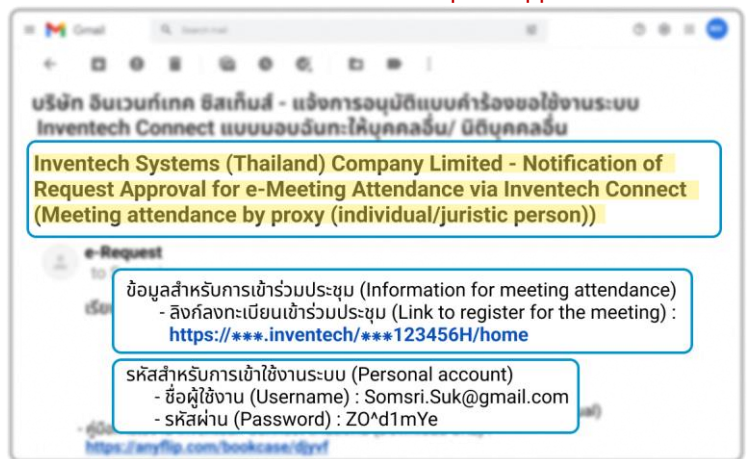 Gmail
Search mail
บริษัท อินเวนท์เทค ซิสเท็มส์ - แจ้งการอนุมัติแบบคำร้องขอใช้งานระบบ
Inventech Connect แบบมอบฉันทะให้บุคคลอื่น/ นิติบุคคลอื่น
Inventech Systems (Thailand) Company Limited - Notification of
Request Approval for e-Meeting Attendance via Inventech Connect
(Meeting attendance by proxy (individual/juristic person))
e-Request
to
เรีย
ข้อมูลสำหรับการเข้าร่วมประชุม (Information for meeting attendance)
- ลิงก์ลงทะเบียนเข้าร่วมประชุม (Link to register for the meeting) :
https://***.inventech/***123456H/home
รหัสสำหรับการเข้าใช้งานระบบ (Personal account)
- ชื่อผู้ใช้งาน (Username) : Somsri.Suk@gmail.com
- รหัสผ่าน (Password) : ZO^d1mYe
https://anyflip.com/bookcase/djyvf